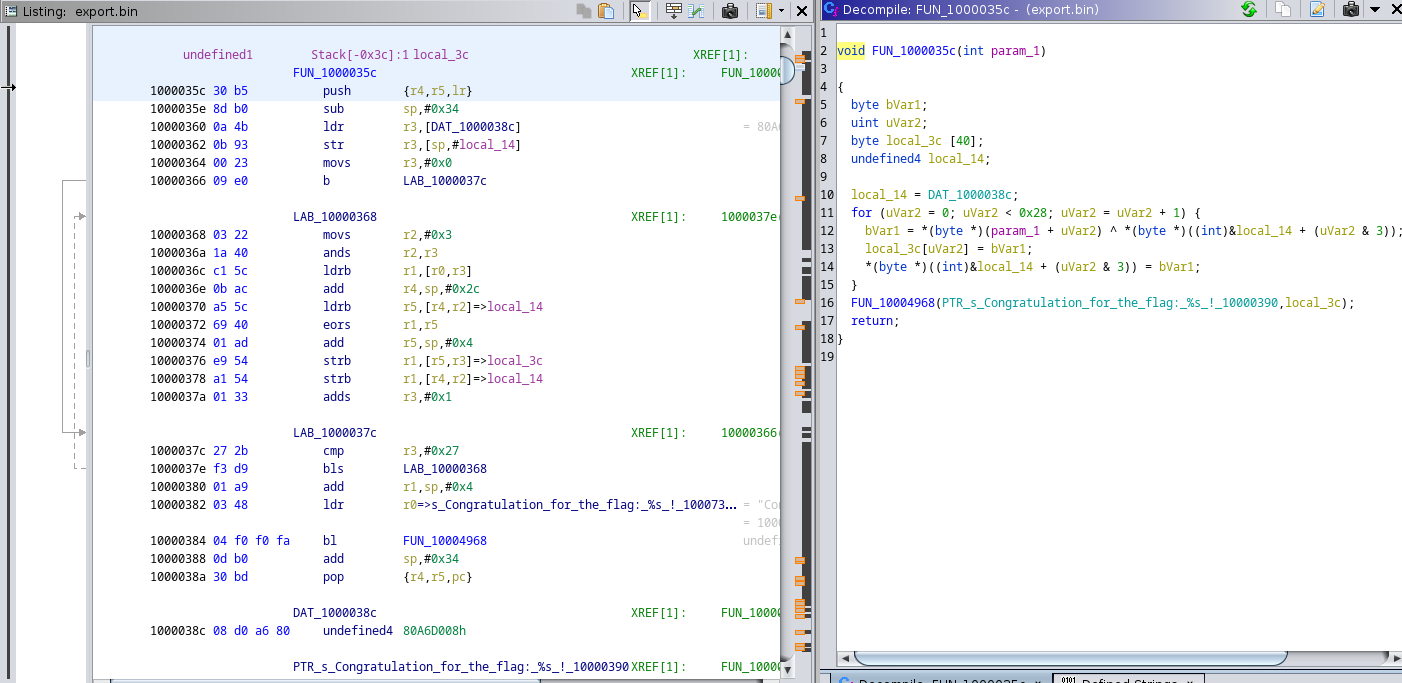 Listing: export.bin
undefined1 Stack[-0x3c]:1 local_3c XREF[1]:
FUN_1000035c XREF[1]: FUN_1000
1000035c 30 b5 push {r4,r5,lr}
1000035e 8d b0 sub sp,#0x34
10000360 0a 4b ldr r3,[DAT_1000038c] = 80A
10000362 0b 93 str r3,[sp,#local_14]
10000364 00 23 movs r3,#0x0
10000366 09 e0 b LAB_1000037c
LAB_10000368 XREF[1]: 1000037e(
10000368 03 22 movs r2,#0x3
1000036a 1a 40 ands r2,r3
1000036c c1 5c ldrb r1,[r0,r3]
1000036e 0b ac add r4,sp,#0x2c
10000370 a5 5c ldrb r5,[r4,r2]=>local_14
10000372 69 40 eors r1,r5
10000374 01 ad add r5,sp,#0x4
10000376 e9 54 strb r1,[r5,r3]=>local_3c
10000378 a1 54 strb r1,[r4,r2]=>local_14
1000037a 01 33 adds r3,#0x1
LAB_1000037c XREF[1]: 10000366(
1000037c 27 2b cmp r3,#0x27
1000037e f3 d9 bls LAB_10000368
10000380 01 a9 add r1,sp,#0x4
10000382 03 48 ldr r0=>s_Congratulation_for_the_flag:_%s_!_100073... = "Co
= 100
10000384 04 f0 f0 fa bl FUN_10004968 undef
10000388 0d b0 add sp,#0x34
1000038a 30 bd pop {r4,r5,pc}
DAT_1000038c XREF[1]: FUN_1000
1000038c 08 d0 a6 80 undefined4 80A6D008h
PTR_s_Congratulation_for_the_flag:_%s_!_10000390 XREF[1]: FUN_1000
Decompile: FUN_1000035c - (export.bin)
1
2 void FUN_1000035c(int param_1)
3
4 {
5 byte bVar1;
6 uint uVar2;
7 byte local_3c [40];
8 undefined4 local_14;
9
10 local_14 = DAT_1000038c;
11 for (uVar2 = 0; uVar2 < 0x28; uVar2 = uVar2 + 1) {
12 bVar1 = *(byte *)(param_1 + uVar2) ^ *(byte *)((int)&local_14 + (uVar2 & 3));
13 local_3c[uVar2] = bVar1;
14 *(byte *)((int)&local_14 + (uVar2 & 3)) = bVar1;
15 }
16 FUN_10004968(PTR_s_Congratulation_for_the_flag:_%s_!_10000390,local_3c);
17 return;
18 }
19
Decompile: FUN_1000035c × Defined Strings ×